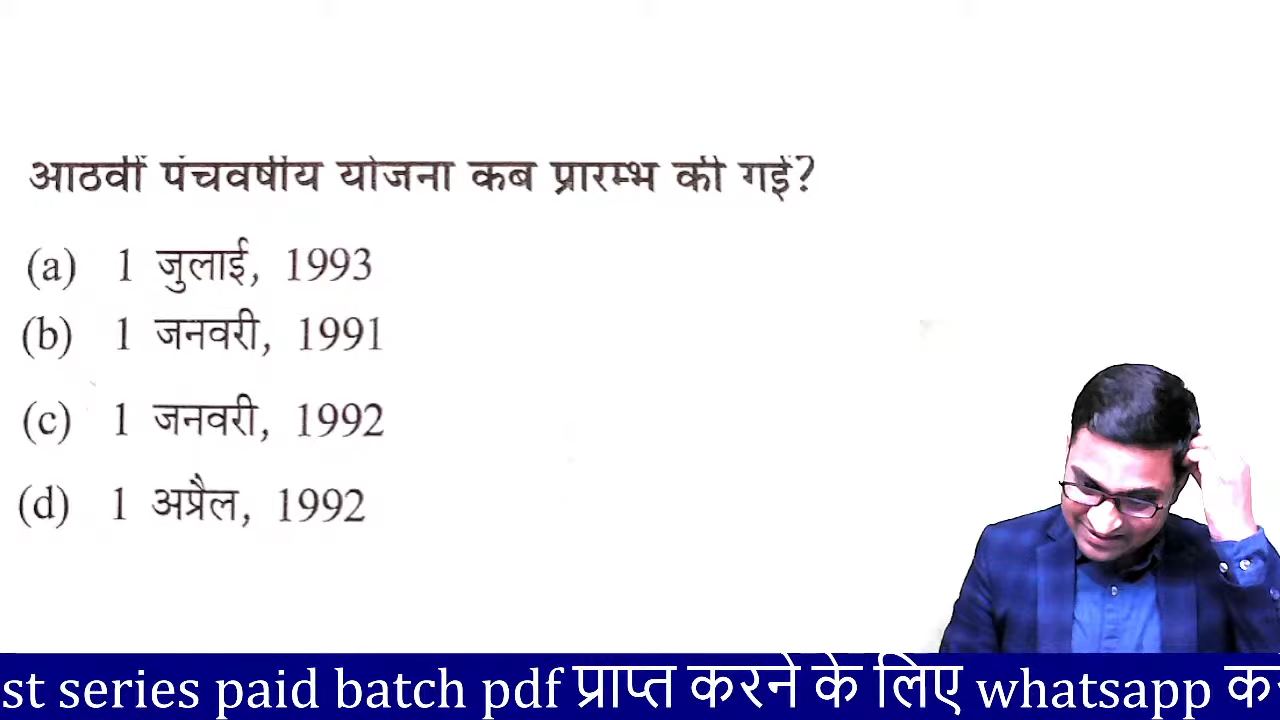 आठवीं पंचवर्षीय योजना कब प्रारम्भ की गई?
(a) 1 जुलाई, 1993
(b) 1 जनवरी, 1991
(c) 1 जनवरी, 1992
(d) 1 अप्रैल, 1992
st series paid batch pdf प्राप्त करने के लिए whatsapp